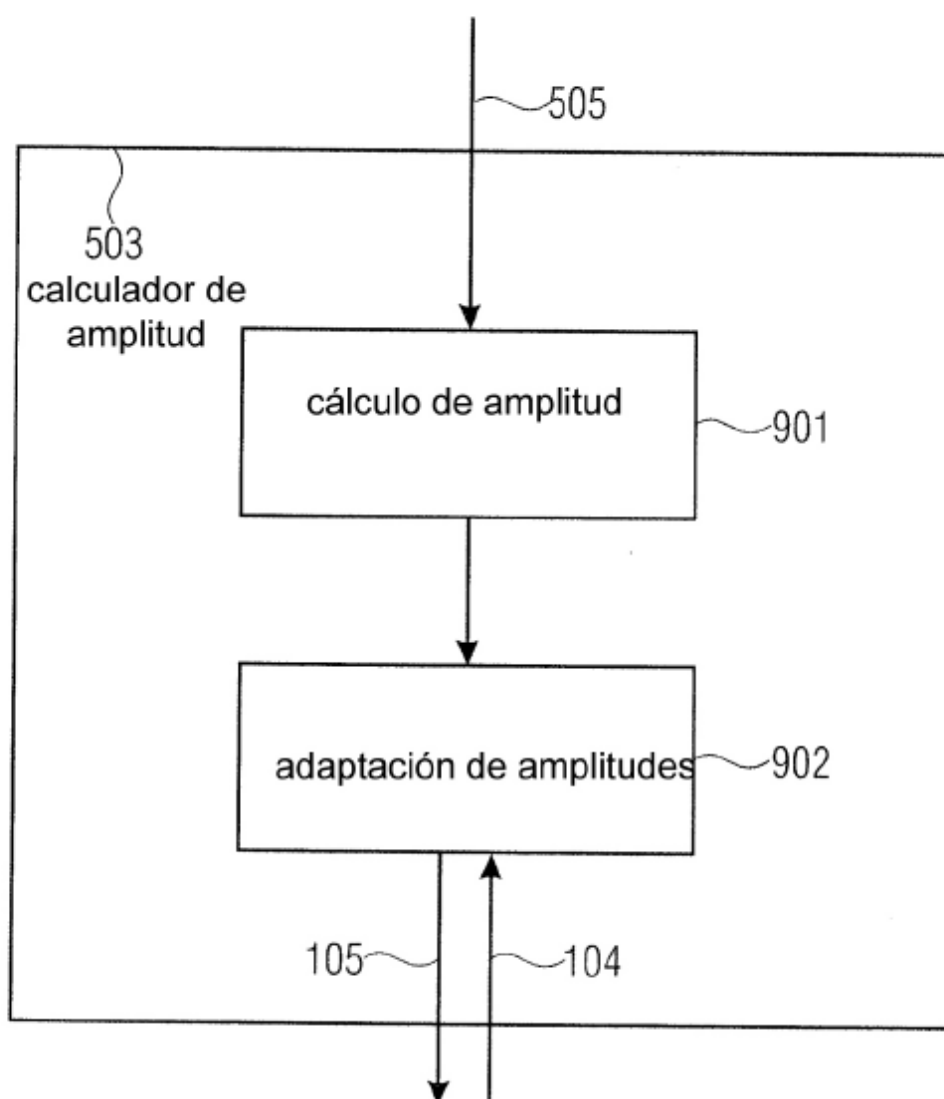 505
503
calculador de
amplitud
cálculo de amplitud
901
adaptación de amplitudes
902
105
104